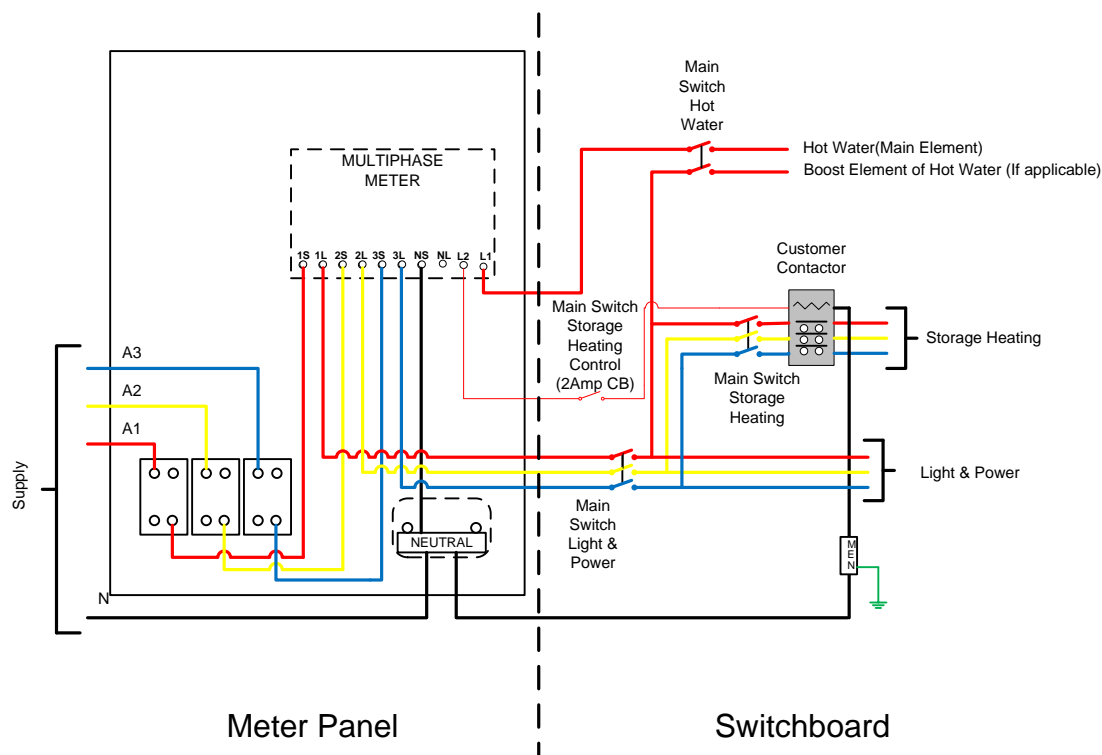 Main
Switch
Hot
Water
Hot Water(Main Element)
Boost Element of Hot Water (If applicable)
MULTIPHASE
METER
1S 1L 2S 2L 3S 3L NS NL L2 L1
Customer
Contactor
Main Switch
Storage
Heating
Control
(2Amp CB)
Storage Heating
Main Switch
Storage
Heating
A3
A2
A1
Supply
Light & Power
Main
Switch
Light &
Power
NEUTRAL
MEN
N
Meter Panel
Switchboard